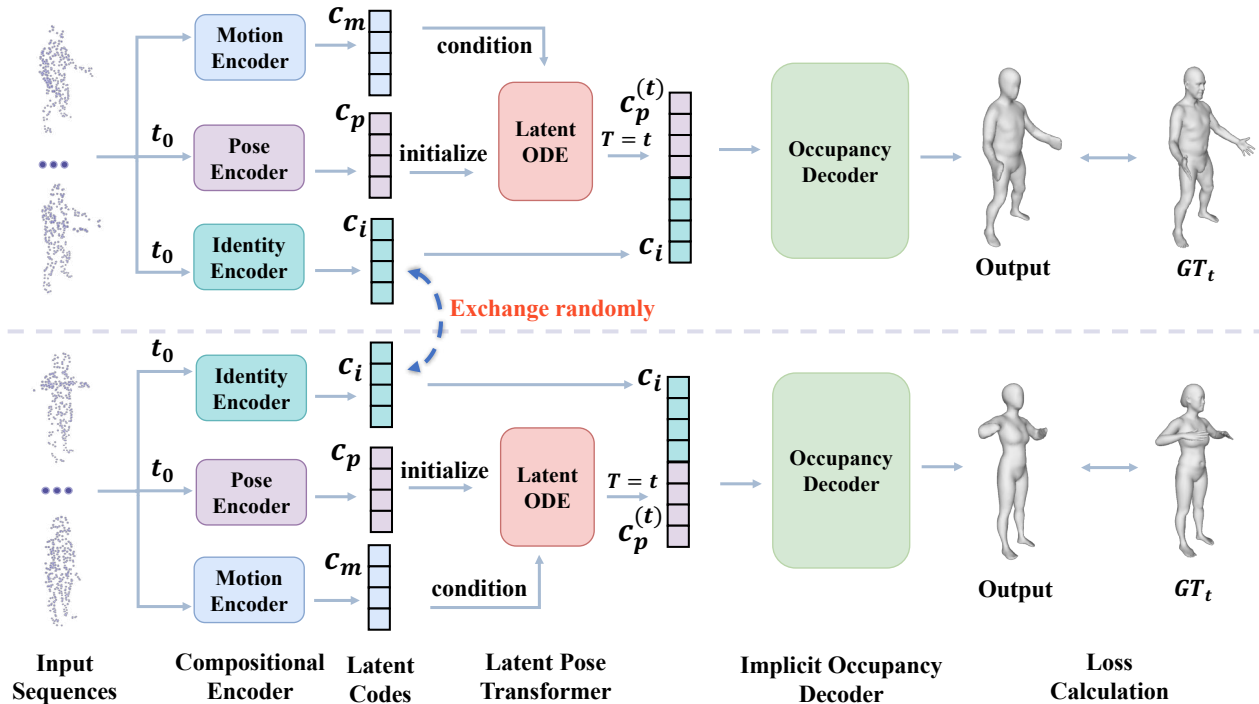 Motion
Encoder
c_m
condition
t_0
Pose
Encoder
c_p
initialize
Latent
ODE
T = t
c_p^{(t)}
t_0
Identity
Encoder
c_i
c_i
Occupancy
Decoder
Output
GT_t
Exchange randomly
t_0
Identity
Encoder
c_i
c_i
t_0
Pose
Encoder
c_p
initialize
Latent
ODE
T = t
c_p^{(t)}
Occupancy
Decoder
Motion
Encoder
c_m
condition
Output
GT_t
Input
Sequences
Compositional
Encoder
Latent
Codes
Latent Pose
Transformer
Implicit Occupancy
Decoder
Loss
Calculation